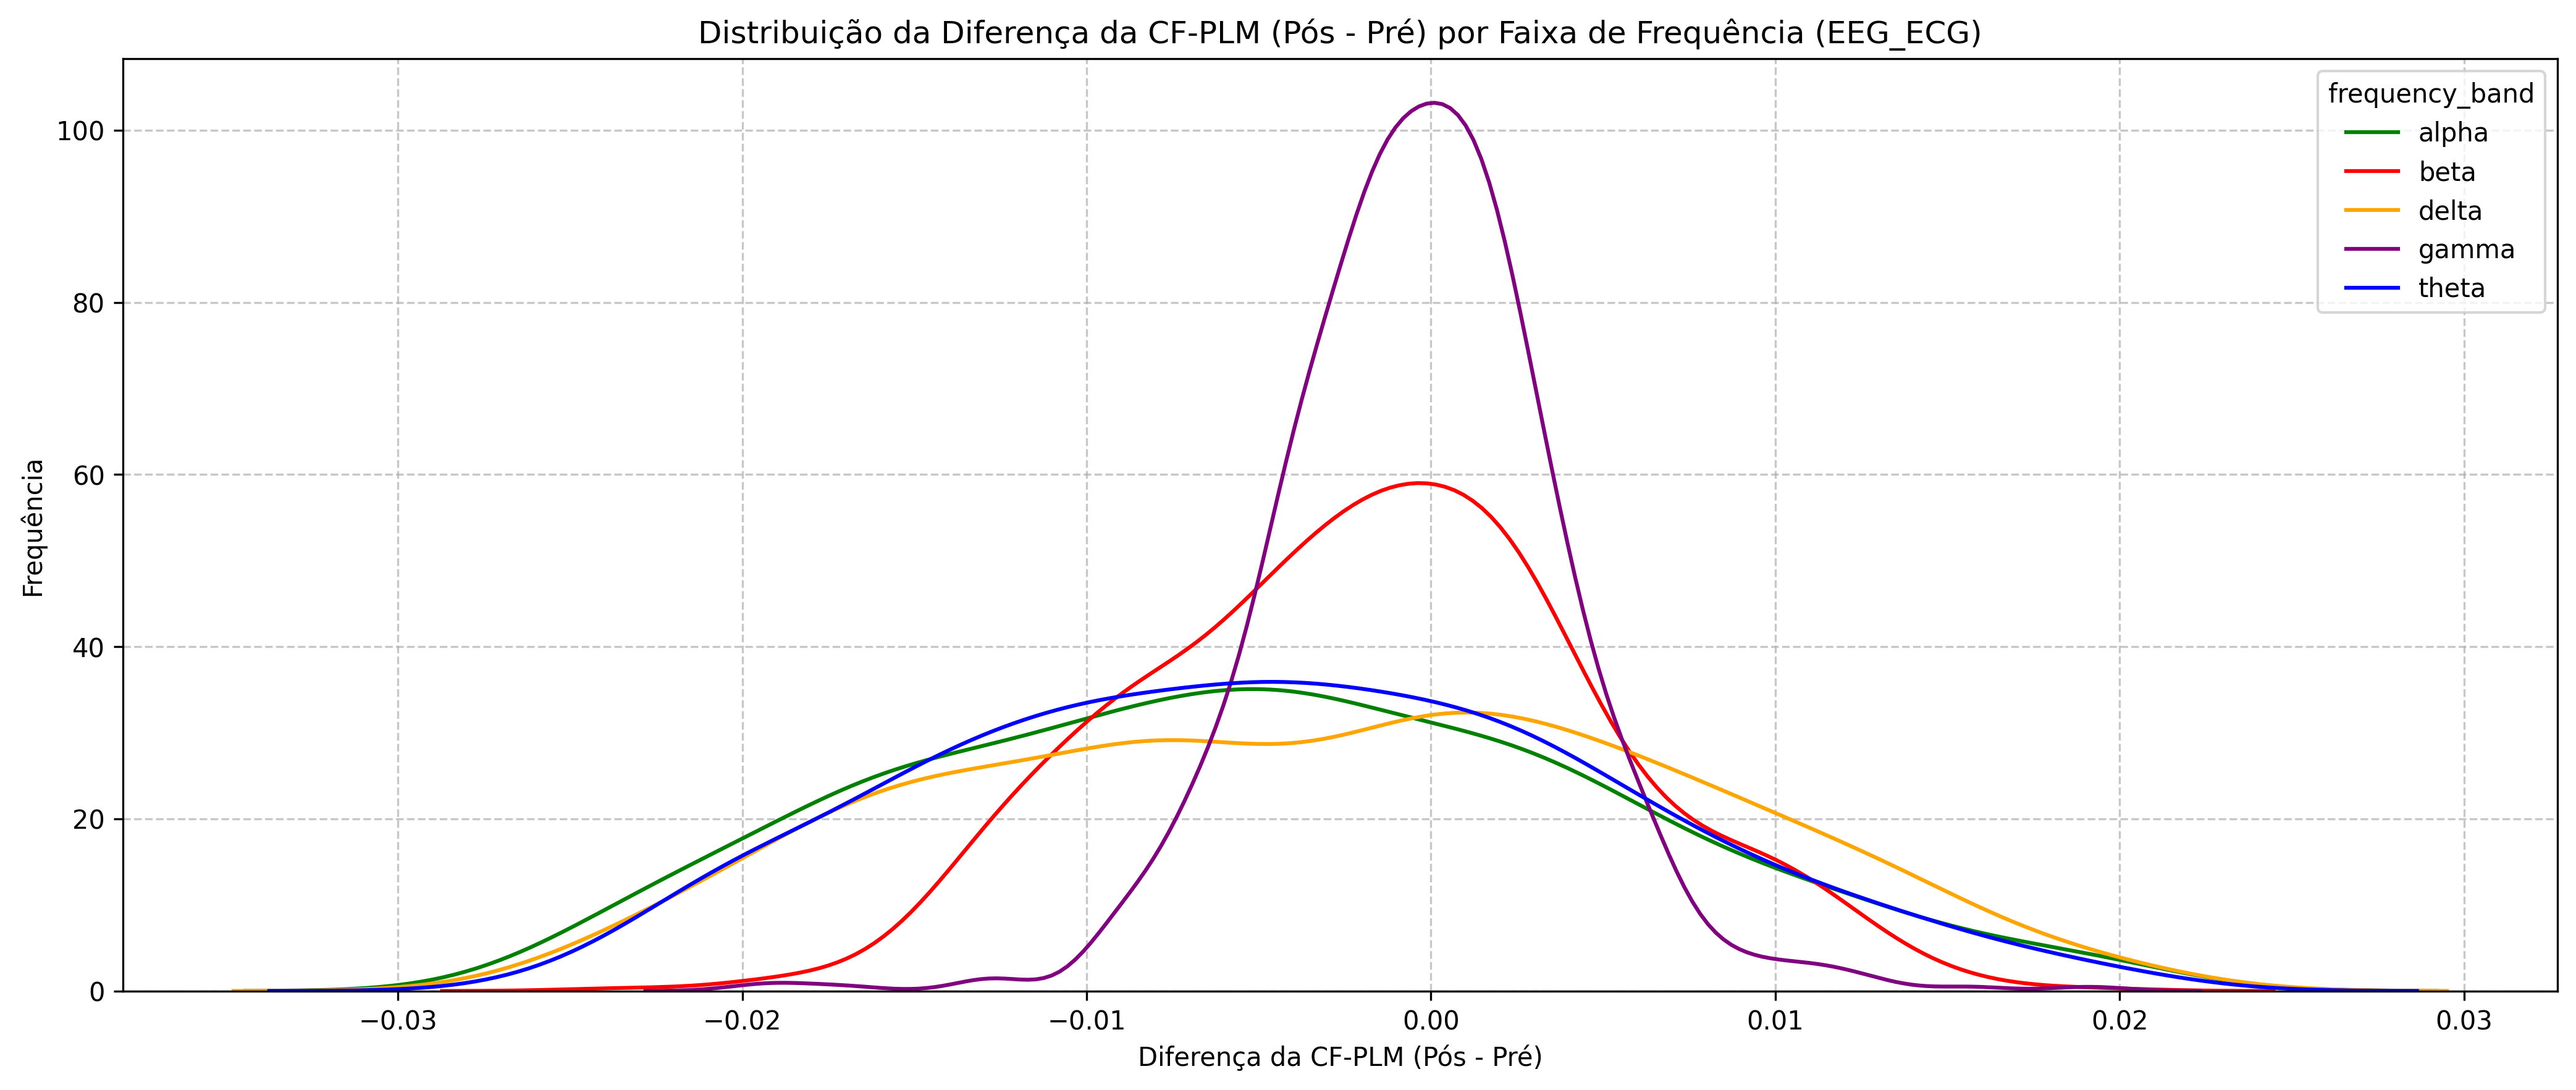 Distribuição da Diferença da CF-PLM (Pós - Pré) por Faixa de Frequência (EEG_ECG)
frequency_band
alpha
beta
delta
gamma
theta
Frequência
100
80
60
40
20
0
−0.03
−0.02
−0.01
0.00
0.01
0.02
0.03
Diferença da CF-PLM (Pós - Pré)